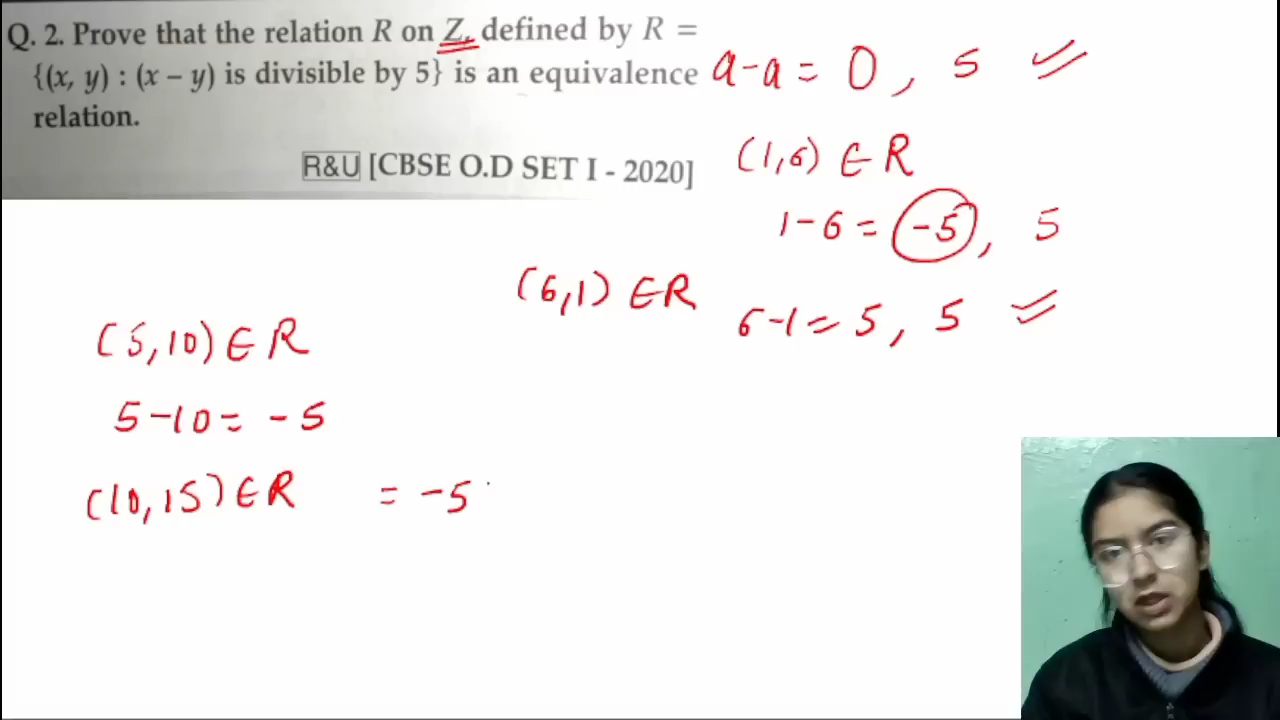 Q. 2. Prove that the relation R on Z, defined by R =
{(x, y) : (x – y) is divisible by 5} is an equivalence
relation.
R&U [CBSE O.D SET I - 2020]
a-a = 0, 5
(1,6) ∈ R
1-6 = -5, 5
(6,1) ∈ R
6-1 = 5, 5
(5,10) ∈ R
5-10 = -5
(10,15) ∈ R = -5